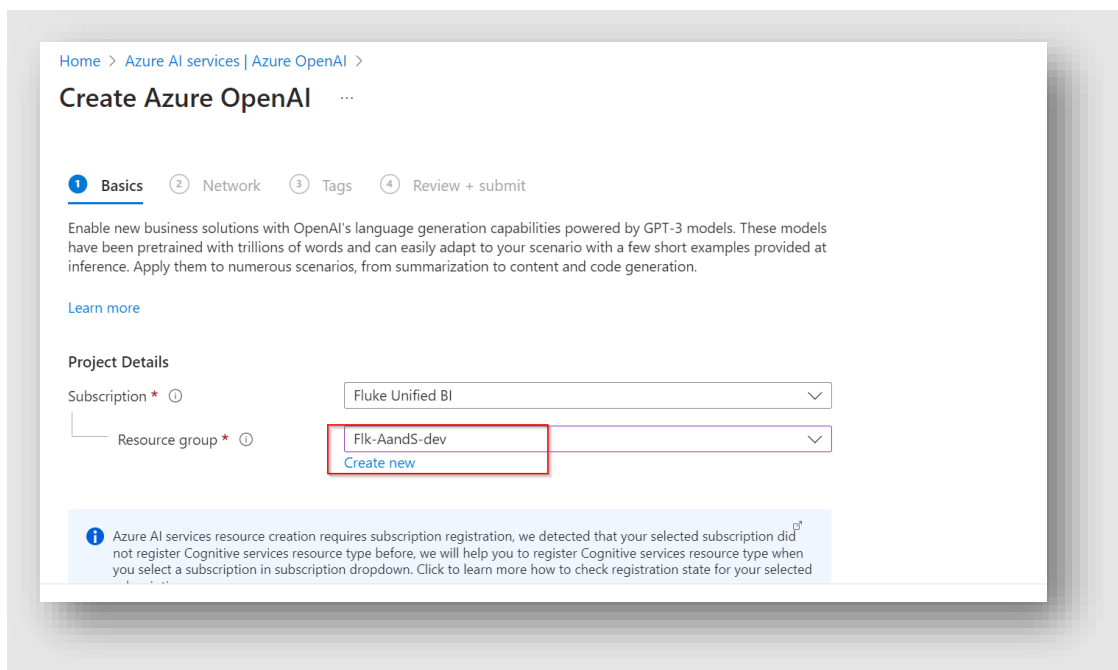 Home > Azure AI services | Azure OpenAI >
Create Azure OpenAI ...
1 Basics 2 Network 3 Tags 4 Review + submit
Enable new business solutions with OpenAI's language generation capabilities powered by GPT-3 models. These models
have been pretrained with trillions of words and can easily adapt to your scenario with a few short examples provided at
inference. Apply them to numerous scenarios, from summarization to content and code generation.
Learn more
Project Details
Subscription *
Fluke Unified BI
Resource group *
Flk-AandS-dev
Create new
Azure AI services resource creation requires subscription registration, we detected that your selected subscription did
not register Cognitive services resource type before, we will help you to register Cognitive services resource type when
you select a subscription in subscription dropdown. Click to learn more how to check registration state for your selected